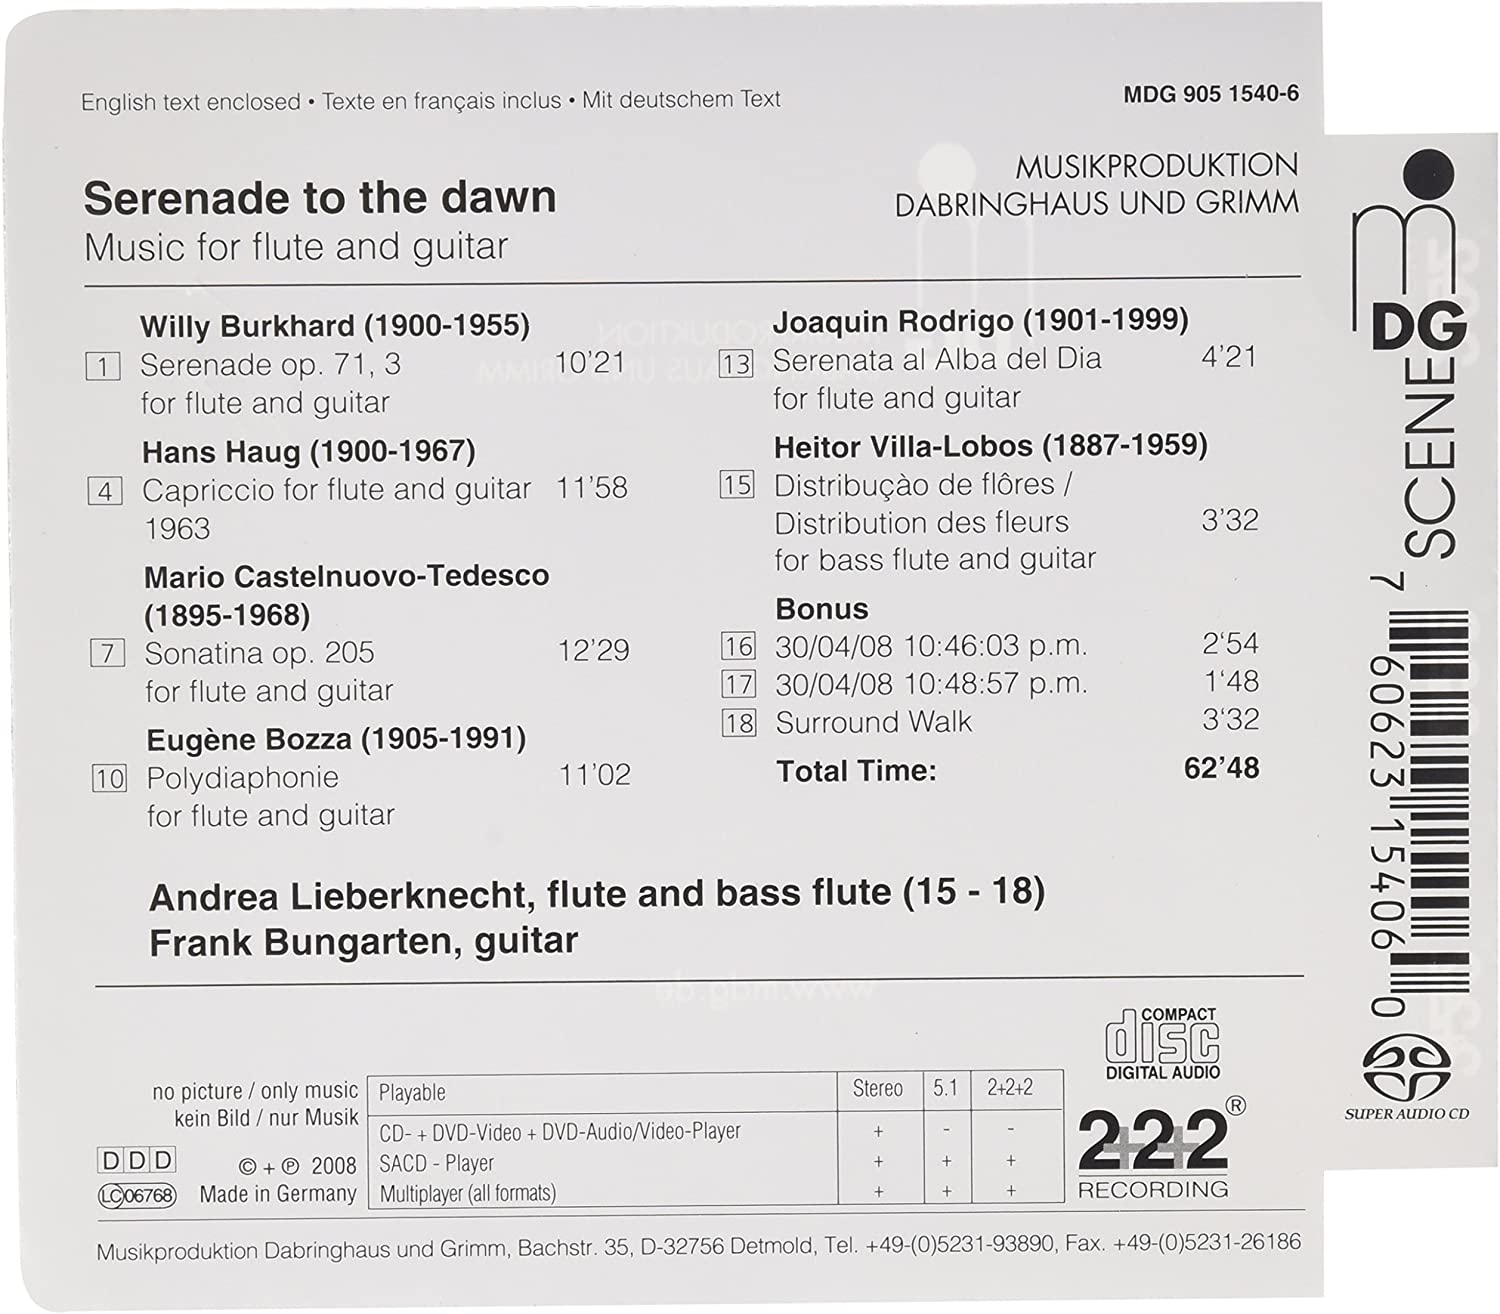 English text enclosed • Texte en français inclus • Mit deutschem Text
MDG 905 1540-6
MUSIKPRODUKTION
DABRINGHAUS UND GRIMM
Serenade to the dawn
Music for flute and guitar
Willy Burkhard (1900-1955)
1 Serenade op. 71, 3 10'21
for flute and guitar
Hans Haug (1900-1967)
4 Capriccio for flute and guitar 11'58
1963
Mario Castelnuovo-Tedesco
(1895-1968)
7 Sonatina op. 205 12'29
for flute and guitar
Eugène Bozza (1905-1991)
10 Polydiaphonie 11'02
for flute and guitar
Joaquin Rodrigo (1901-1999)
13 Serenata al Alba del Dia 4'21
for flute and guitar
Heitor Villa-Lobos (1887-1959)
15 Distribuçào de flôres /
Distribution des fleurs 3'32
for bass flute and guitar
Bonus
16 30/04/08 10:46:03 p.m. 2'54
17 30/04/08 10:48:57 p.m. 1'48
18 Surround Walk 3'32
Total Time: 62'48
Andrea Lieberknecht, flute and bass flute (15 - 18)
Frank Bungarten, guitar
no picture / only music
kein Bild / nur Musik
DDD
© + ℗ 2008
LC 06768
Made in Germany
Playable Stereo 5.1 2+2+2
CD- + DVD-Video + DVD-Audio/Video-Player + - -
SACD - Player + + +
Multiplayer (all formats) + + +
COMPACT
disc
DIGITAL AUDIO
2+2+2®
RECORDING
Musikproduktion Dabringhaus und Grimm, Bachstr. 35, D-32756 Detmold, Tel. +49-(0)5231-93890, Fax. +49-(0)5231-26186
DG
SCENE
7 60623 15406 0
SUPER AUDIO CD
www.mdg.de